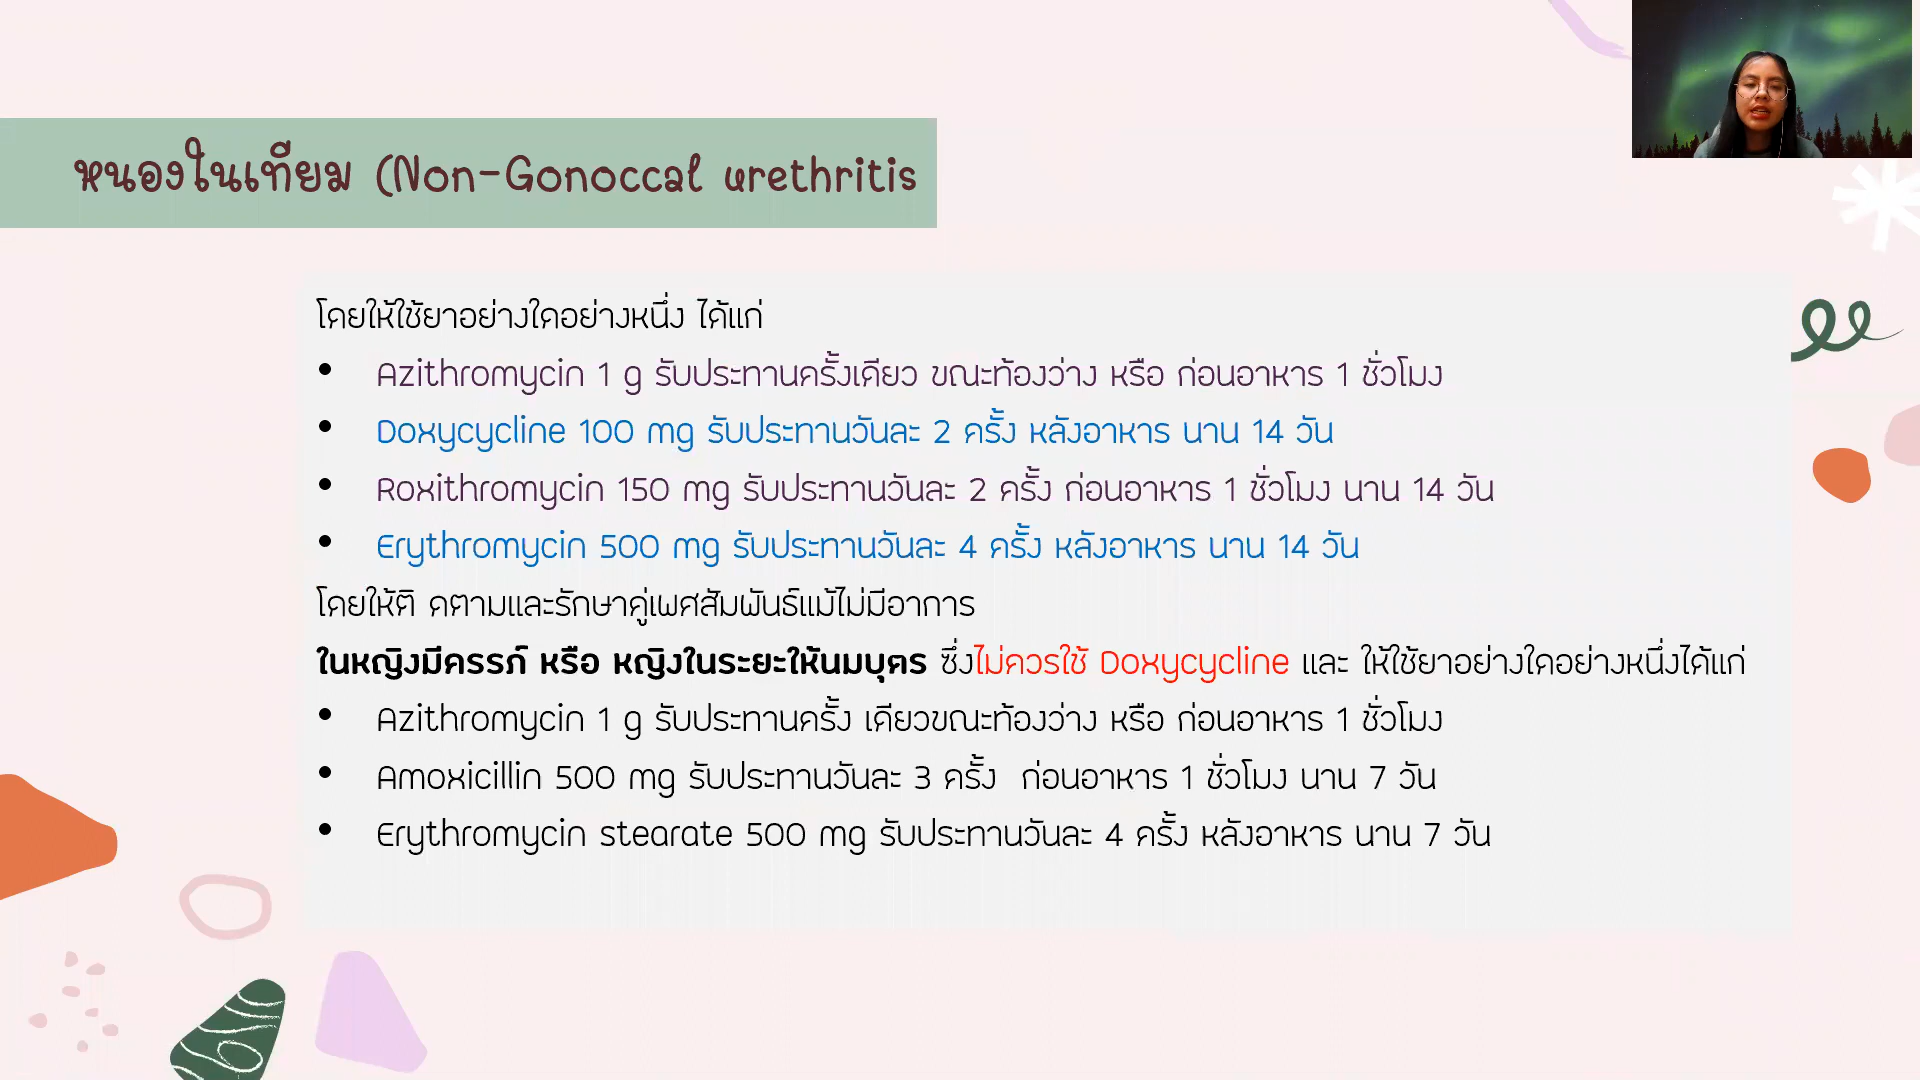 หนองในเทียม (Non-Gonoccal urethritis
โดยให้ใช้ยาอย่างใดอย่างหนึ่ง ได้แก่
• Azithromycin 1 g รับประทานครั้งเดียว ขณะท้องว่าง หรือ ก่อนอาหาร 1 ชั่วโมง
• Doxycycline 100 mg รับประทานวันละ 2 ครั้ง หลังอาหาร นาน 14 วัน
• Roxithromycin 150 mg รับประทานวันละ 2 ครั้ง ก่อนอาหาร 1 ชั่วโมง นาน 14 วัน
• Erythromycin 500 mg รับประทานวันละ 4 ครั้ง หลังอาหาร นาน 14 วัน
โดยให้ติ ดตามและรักษาคู่เพศสัมพันธ์แม้ไม่มีอาการ
ในหญิงมีครรภ์ หรือ หญิงในระยะให้นมบุตร ซึ่งไม่ควรใช้ Doxycycline และ ให้ใช้ยาอย่างใดอย่างหนึ่งได้แก่
• Azithromycin 1 g รับประทานครั้ง เดียวขณะท้องว่าง หรือ ก่อนอาหาร 1 ชั่วโมง
• Amoxicillin 500 mg รับประทานวันละ 3 ครั้ง  ก่อนอาหาร 1 ชั่วโมง นาน 7 วัน
• Erythromycin stearate 500 mg รับประทานวันละ 4 ครั้ง หลังอาหาร นาน 7 วัน